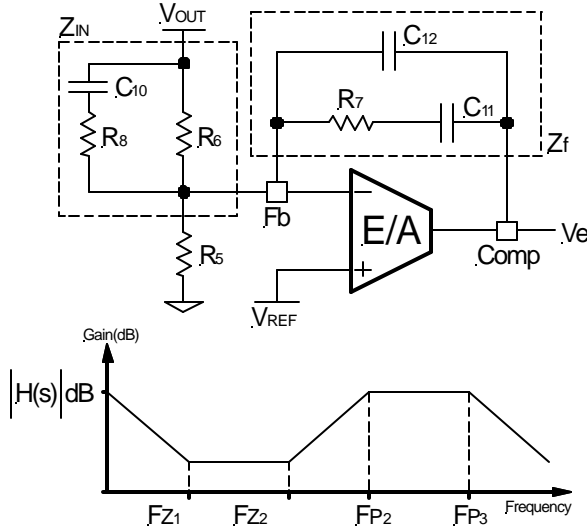 VOUT
ZIN
C12
C10
R7
C11
R8
R6
Zf
Fb
E/A
R5
Comp
Ve
VREF
Gain(dB)
|H(s)|dB
FZ1 FZ2 FP2 FP3 Frequency